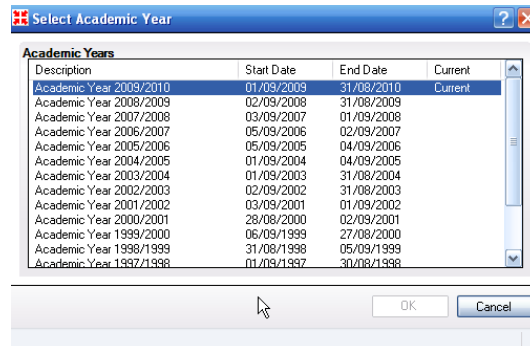 Select Academic Year
Academic Years
Description Start Date End Date Current
Academic Year 2009/2010 01/09/2009 31/08/2010 Current
Academic Year 2008/2009 02/09/2008 31/08/2009
Academic Year 2007/2008 03/09/2007 01/09/2008
Academic Year 2006/2007 05/09/2006 02/09/2007
Academic Year 2005/2006 05/09/2005 04/09/2006
Academic Year 2004/2005 01/09/2004 04/09/2005
Academic Year 2003/2004 01/09/2003 31/08/2004
Academic Year 2002/2003 02/09/2002 31/08/2003
Academic Year 2001/2002 03/09/2001 01/09/2002
Academic Year 2000/2001 28/08/2000 02/09/2001
Academic Year 1999/2000 06/09/1999 27/08/2000
Academic Year 1998/1999 31/08/1998 05/09/1999
Academic Year 1997/1998 01/09/1997 30/08/1998
OK Cancel